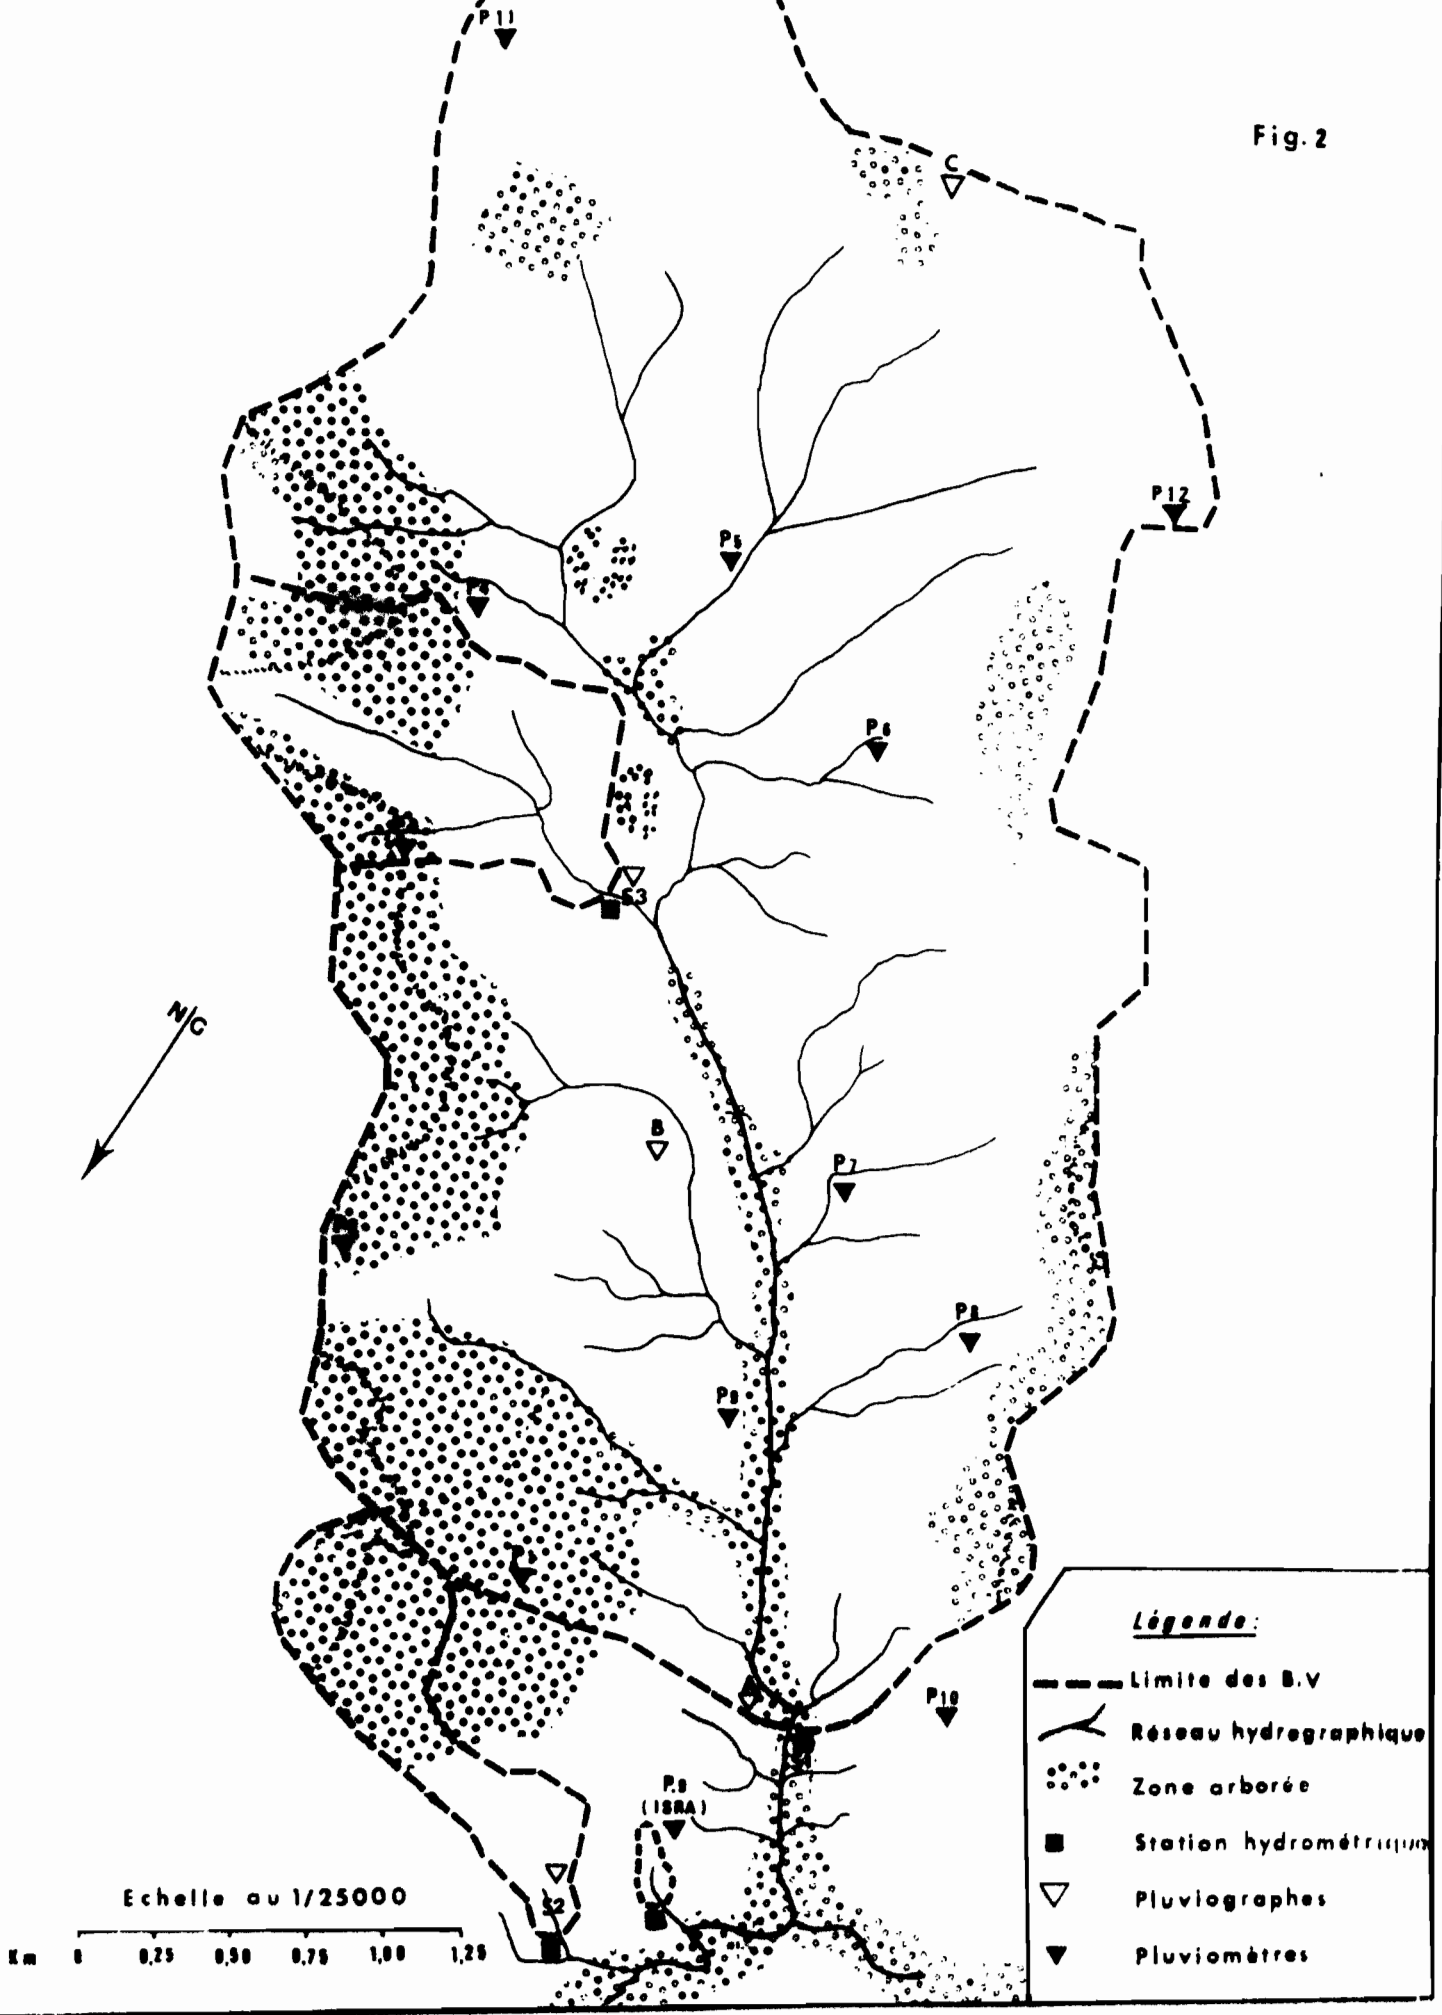 P11
Fig. 2
C
P12
P5
P6
S3
N/G
B
P7
P8
P9
P10
P.9
(ISRA)
S2
Echelle au 1/25000
Km 0 0,25 0,50 0,75 1,00 1,25
Légende:
Limite des B.V
Réseau hydrographique
Zone arborée
Station
Pluviographes
Pluviomètres